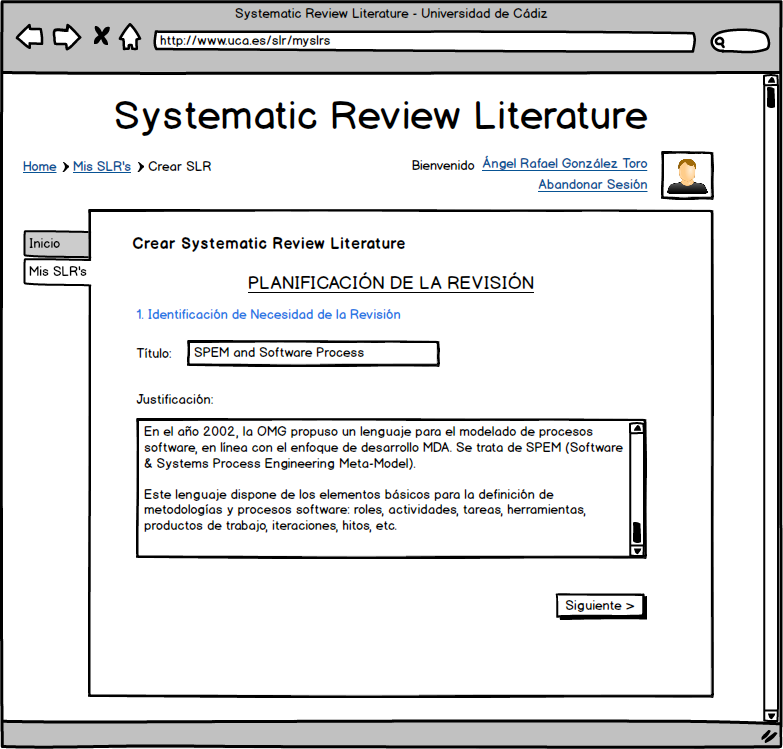 Systematic Review Literature - Universidad de Cádiz
http://www.uca.es/slr/myslrs
Systematic Review Literature
Home > Mis SLR's > Crear SLR
Bienvenido Ángel Rafael González Toro
Abandonar Sesión
Inicio
Mis SLR's
Crear Systematic Review Literature
PLANIFICACIÓN DE LA REVISIÓN
1. Identificación de Necesidad de la Revisión
Título: SPEM and Software Process
Justificación:
En el año 2002, la OMG propuso un lenguaje para el modelado de procesos
software, en línea con el enfoque de desarrollo MDA. Se trata de SPEM (Software
& Systems Process Engineering Meta-Model).
Este lenguaje dispone de los elementos básicos para la definición de
metodologías y procesos software: roles, actividades, tareas, herramientas,
productos de trabajo, iteraciones, hitos, etc.
Siguiente >